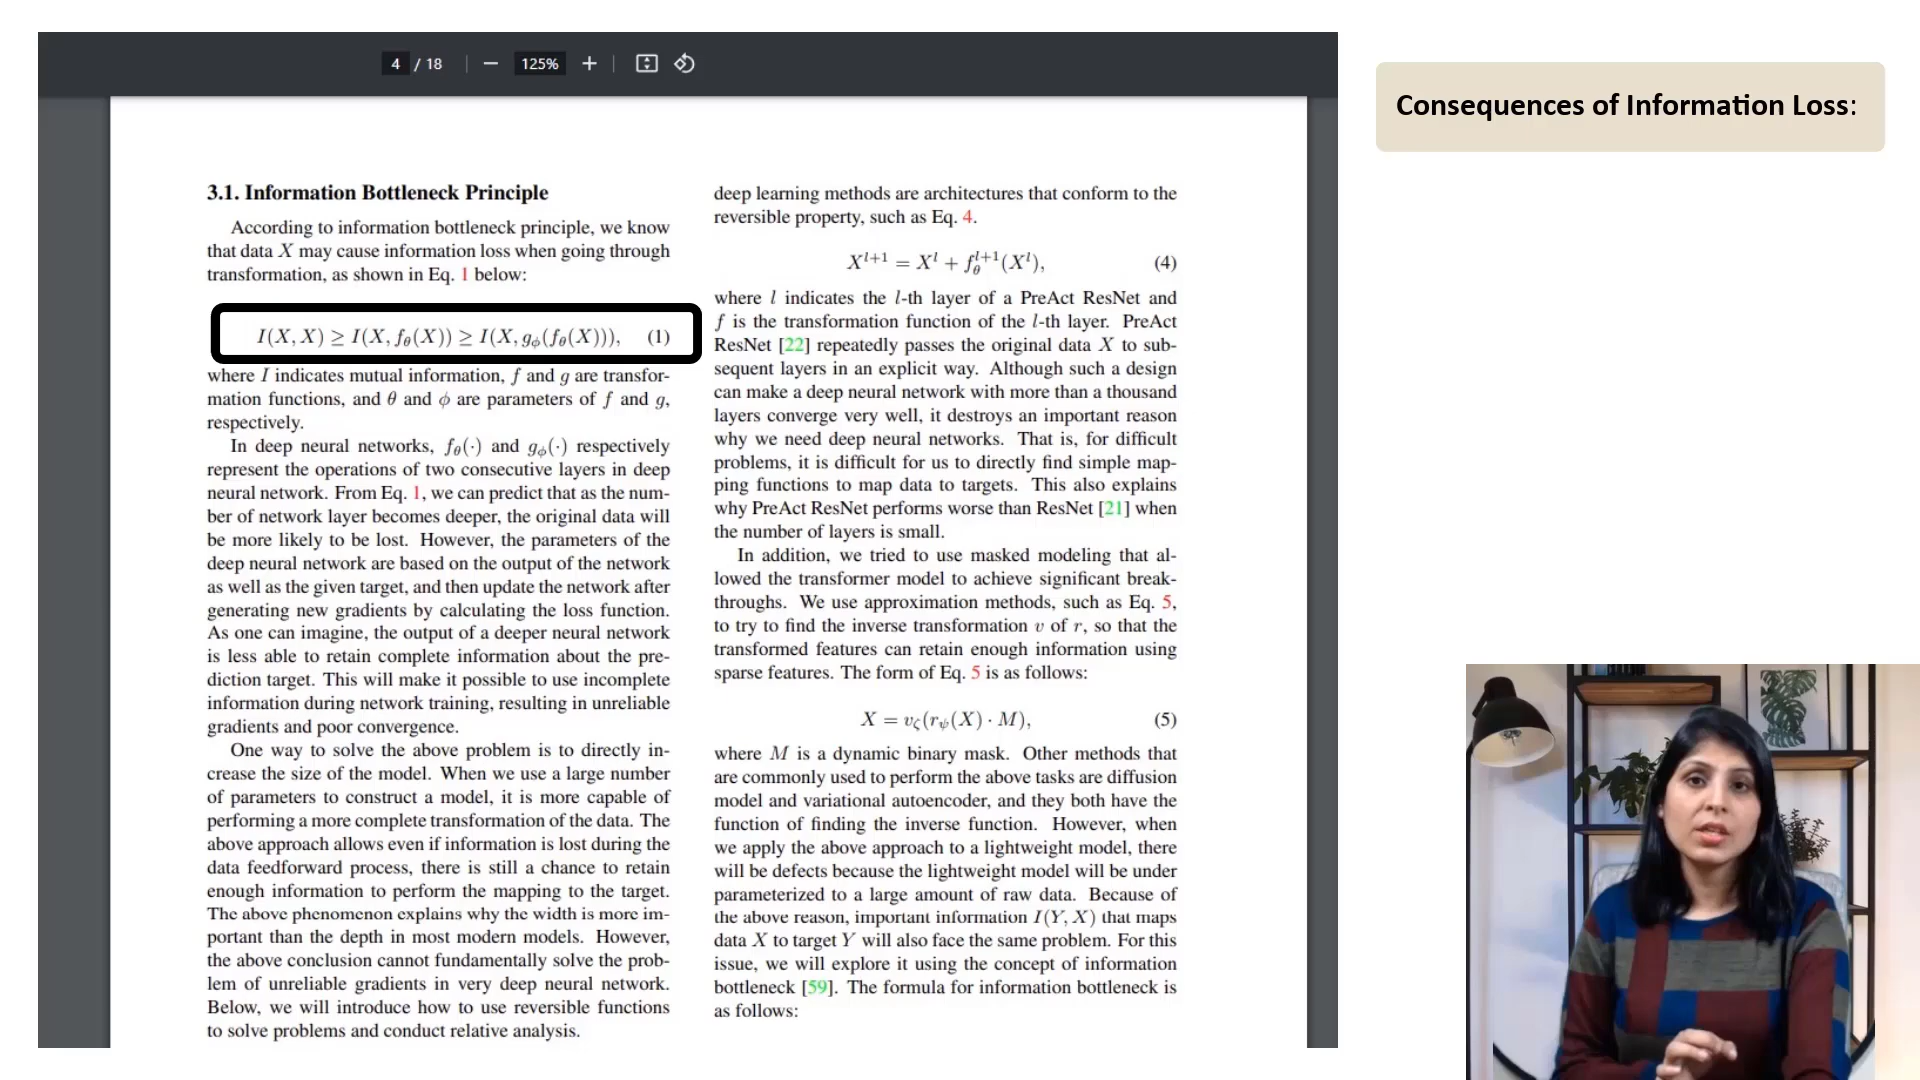 4 / 18
125%
Consequences of Information Loss:
3.1. Information Bottleneck Principle
According to information bottleneck principle, we know
that data X may cause information loss when going through
transformation, as shown in Eq. 1 below:
I(X, X) ≥ I(X, f_θ(X)) ≥ I(X, g_ϕ(f_θ(X))), (1)
where I indicates mutual information, f and g are transfor-
mation functions, and θ and ϕ are parameters of f and g,
respectively.
In deep neural networks, f_θ(·) and g_ϕ(·) respectively
represent the operations of two consecutive layers in deep
neural network. From Eq. 1, we can predict that as the num-
ber of network layer becomes deeper, the original data will
be more likely to be lost. However, the parameters of the
deep neural network are based on the output of the network
as well as the given target, and then update the network after
generating new gradients by calculating the loss function.
As one can imagine, the output of a deeper neural network
is less able to retain complete information about the pre-
diction target. This will make it possible to use incomplete
information during network training, resulting in unreliable
gradients and poor convergence.
One way to solve the above problem is to directly in-
crease the size of the model. When we use a large number
of parameters to construct a model, it is more capable of
performing a more complete transformation of the data. The
above approach allows even if information is lost during the
data feedforward process, there is still a chance to retain
enough information to perform the mapping to the target.
The above phenomenon explains why the width is more im-
portant than the depth in most modern models. However,
the above conclusion cannot fundamentally solve the prob-
lem of unreliable gradients in very deep neural network.
Below, we will introduce how to use reversible functions
to solve problems and conduct relative analysis.
deep learning methods are architectures that conform to the
reversible property, such as Eq. 4.
X^{l+1} = X^l + f_θ^{l+1}(X^l), (4)
where l indicates the l-th layer of a PreAct ResNet and
f is the transformation function of the l-th layer. PreAct
ResNet [22] repeatedly passes the original data X to sub-
sequent layers in an explicit way. Although such a design
can make a deep neural network with more than a thousand
layers converge very well, it destroys an important reason
why we need deep neural networks. That is, for difficult
problems, it is difficult for us to directly find simple map-
ping functions to map data to targets. This also explains
why PreAct ResNet performs worse than ResNet [21] when
the number of layers is small.
In addition, we tried to use masked modeling that al-
lowed the transformer model to achieve significant break-
throughs. We use approximation methods, such as Eq. 5,
to try to find the inverse transformation v of r, so that the
transformed features can retain enough information using
sparse features. The form of Eq. 5 is as follows:
X = v_ζ(r_ψ(X) · M), (5)
where M is a dynamic binary mask. Other methods that
are commonly used to perform the above tasks are diffusion
model and variational autoencoder, and they both have the
function of finding the inverse function. However, when
we apply the above approach to a lightweight model, there
will be defects because the lightweight model will be under
parameterized to a large amount of raw data. Because of
the above reason, important information I(Y, X) that maps
data X to target Y will also face the same problem. For this
issue, we will explore it using the concept of information
bottleneck [59]. The formula for information bottleneck is
as follows: